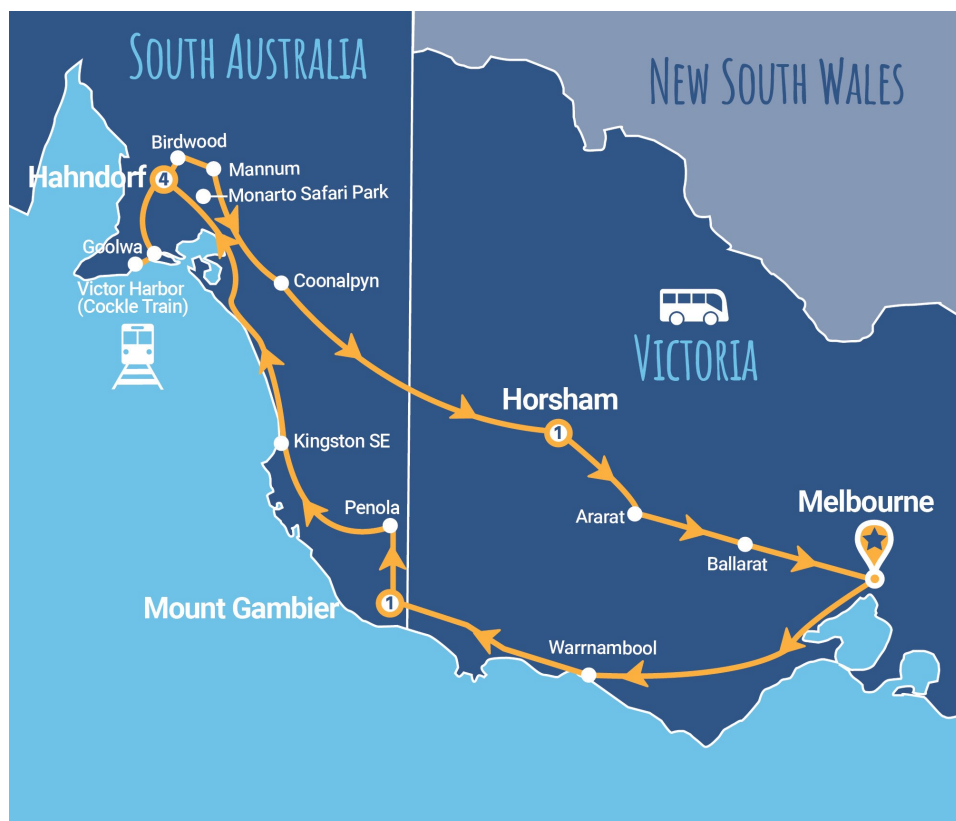 SOUTH AUSTRALIA
NEW SOUTH WALES
Birdwood
Hahndorf
4
Mannum
Monarto Safari Park
Goolwa
Coonalpyn
Victor Harbor
(Cockle Train)
VICTORIA
Horsham
1
Kingston SE
Melbourne
Penola
Ararat
Ballarat
Mount Gambier
1
Warrnambool